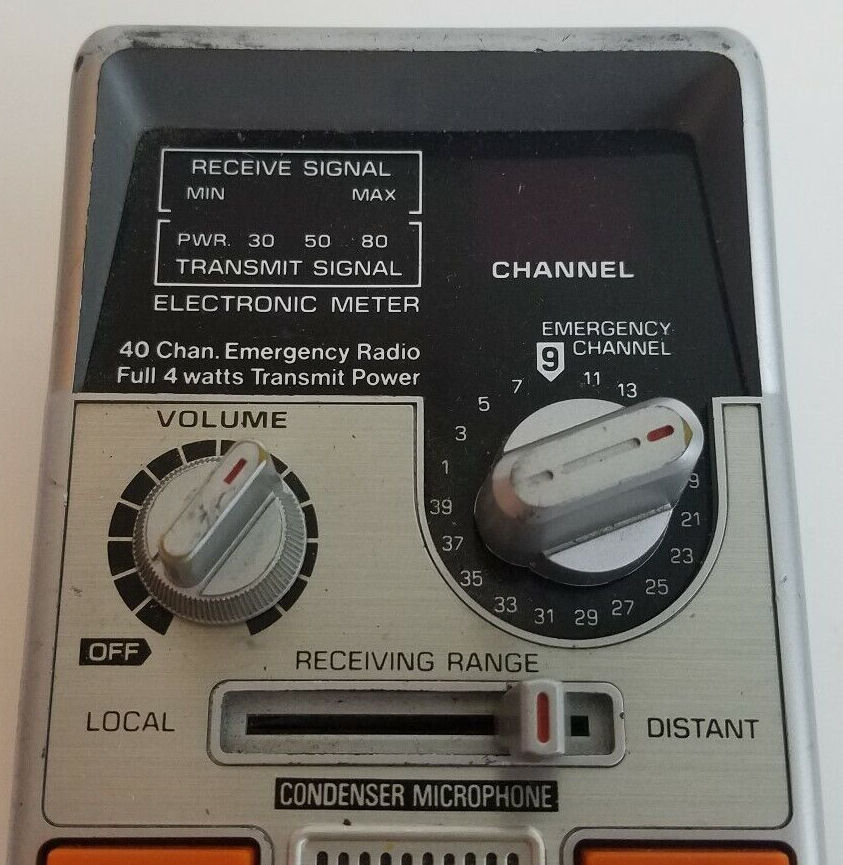 RECEIVE SIGNAL
MIN MAX
PWR. 30 50 80
TRANSMIT SIGNAL
ELECTRONIC METER
CHANNEL
40 Chan. Emergency Radio
Full 4 watts Transmit Power
EMERGENCY
9 CHANNEL
1 3 5 7 11 13
9 21 23 25 27 29 31 33 35 37 39
VOLUME
OFF
RECEIVING RANGE
LOCAL DISTANT
CONDENSER MICROPHONE